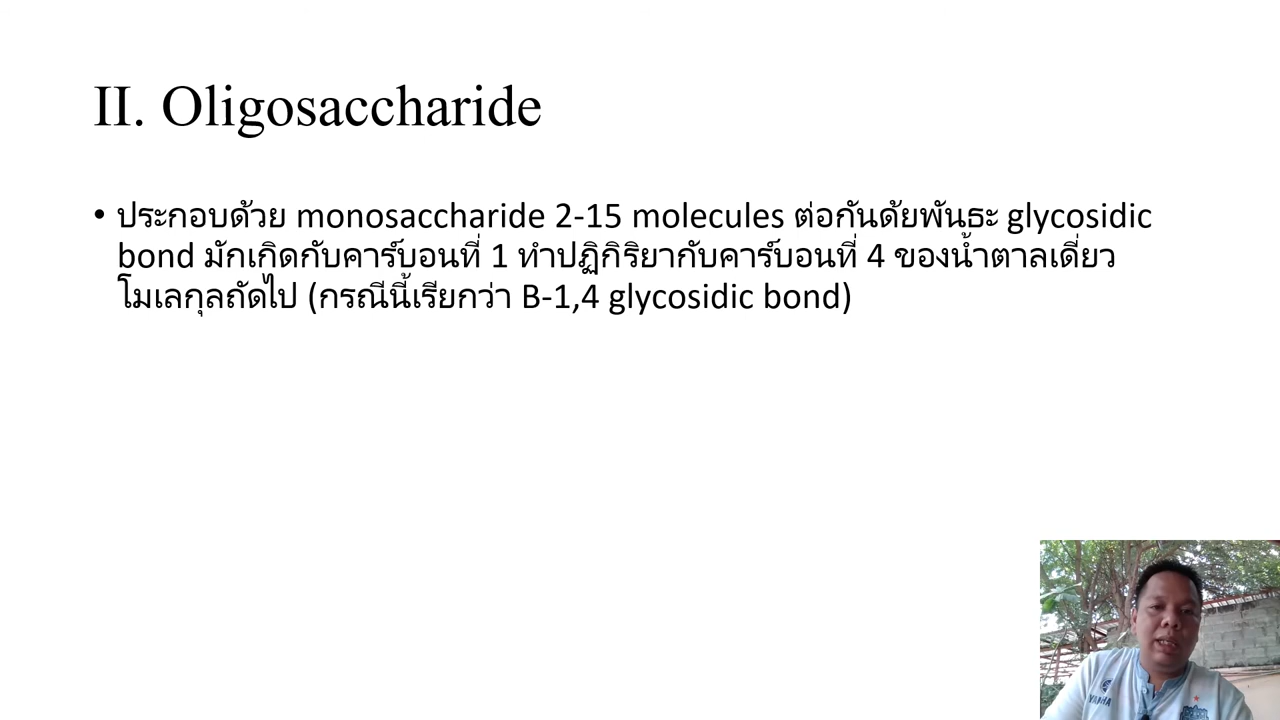 II. Oligosaccharide
• ประกอบด้วย monosaccharide 2-15 molecules ต่อกันด้ยพันธะ glycosidic
bond มักเกิดกับคาร์บอนที่ 1 ทำปฏิกิริยากับคาร์บอนที่ 4 ของน้ำตาลเดี่ยว
โมเลกุลถัดไป (กรณีนี้เรียกว่า B-1,4 glycosidic bond)
YAMAHA